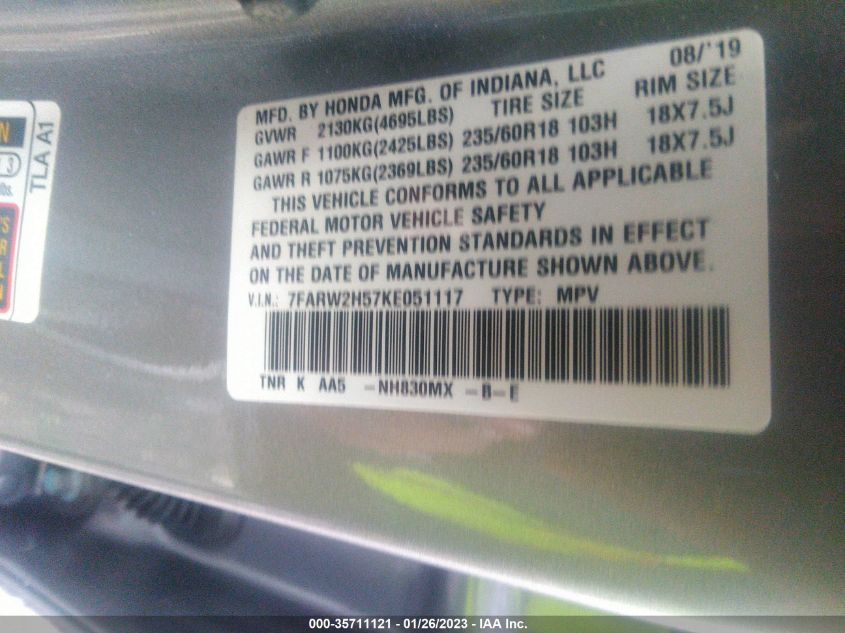 08/'19
MFD. BY HONDA MFG. OF INDIANA, LLC
GVWR 2130KG(4695LBS) TIRE SIZE RIM SIZE
GAWR F 1100KG(2425LBS) 235/60R18 103H 18X7.5J
GAWR R 1075KG(2369LBS) 235/60R18 103H 18X7.5J
THIS VEHICLE CONFORMS TO ALL APPLICABLE
FEDERAL MOTOR VEHICLE SAFETY
AND THEFT PREVENTION STANDARDS IN EFFECT
ON THE DATE OF MANUFACTURE SHOWN ABOVE.
V.I.N.: 7FARW2H57KE051117 TYPE: MPV
TNR K AA5 -NH830MX -B-E
TLA A1
N
3
lbs.
'S
R
000-35711121 - 01/26/2023 - IAA Inc.